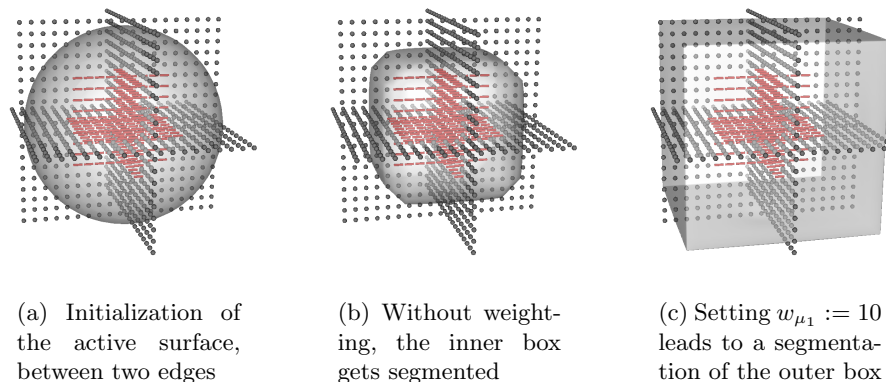 (a) Initialization of
the active surface,
between two edges
(b) Without weight-
ing, the inner box
gets segmented
(c) Setting w_{μ_1} := 10
leads to a segmenta-
tion of the outer box